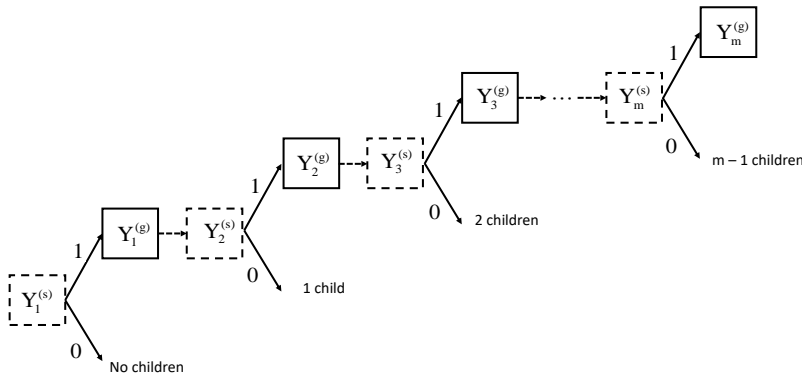 Y_m^(g)
1
Y_3^(g)
...
Y_m^(s)
1
0
m – 1 children
Y_2^(g)
Y_3^(s)
1
0
2 children
Y_1^(g)
Y_2^(s)
1
0
1 child
Y_1^(s)
0
No children